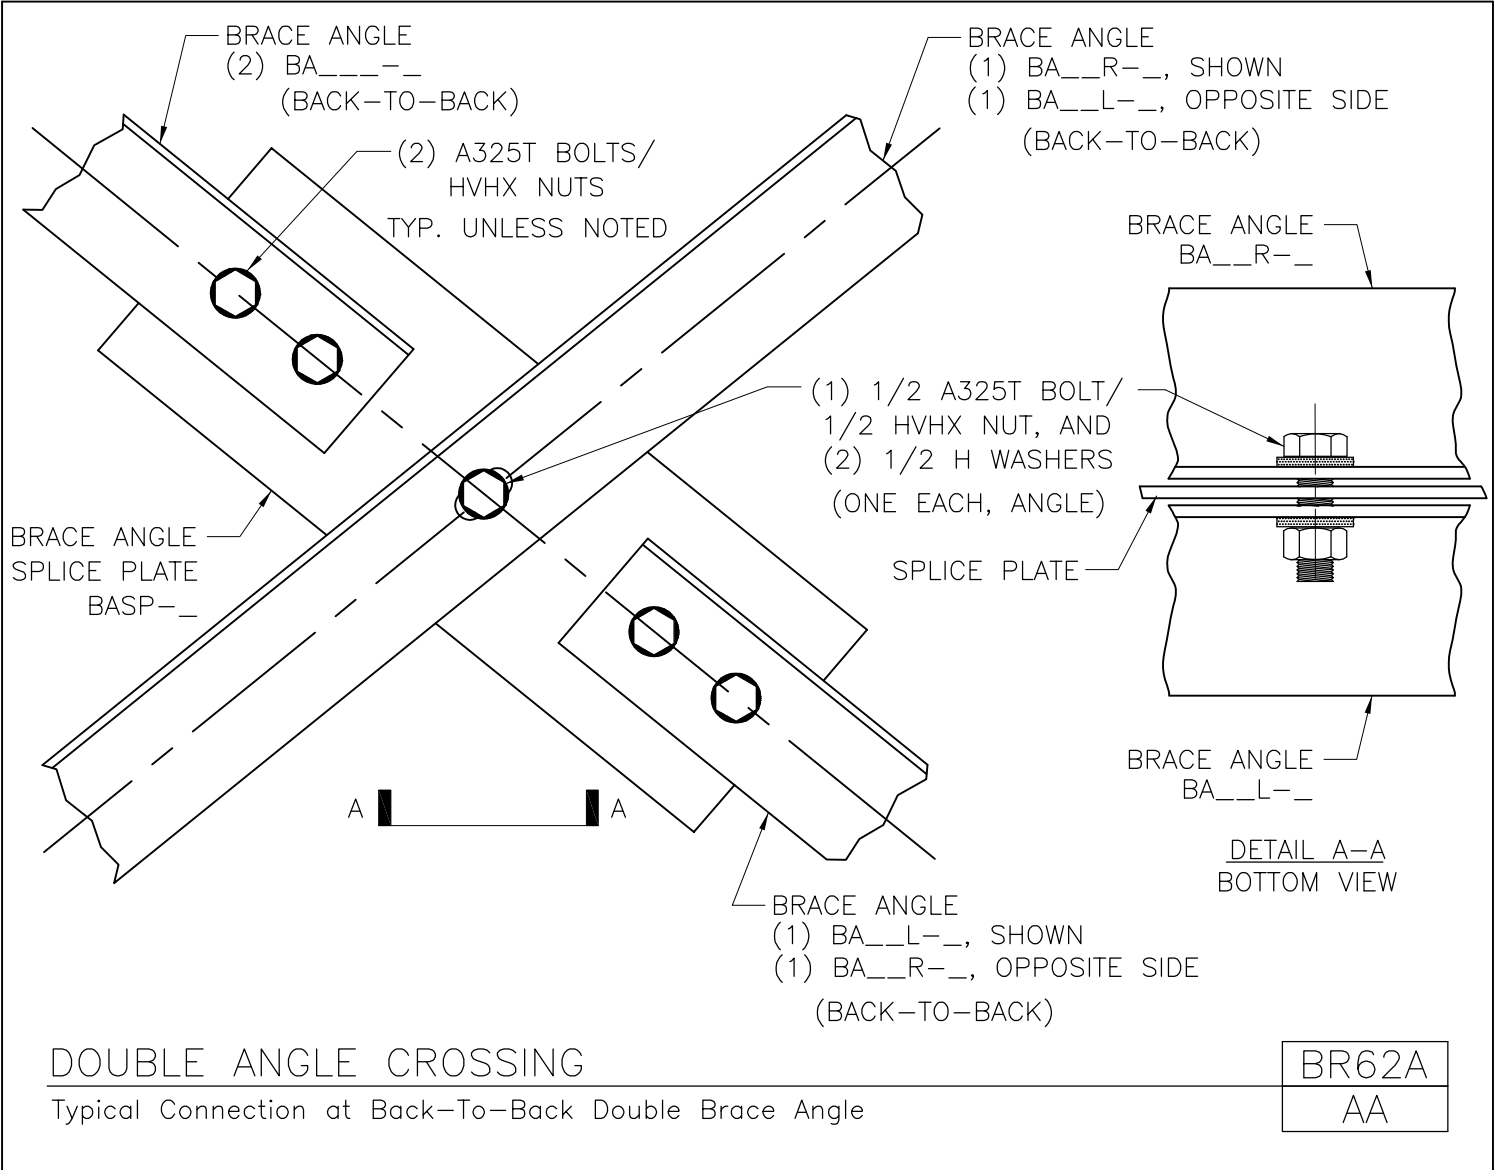 BRACE ANGLE
(2) BA___-_
(BACK-TO-BACK)
(2) A325T BOLTS/
HVHX NUTS
TYP. UNLESS NOTED
BRACE ANGLE
(1) BA__R-_, SHOWN
(1) BA__L-_, OPPOSITE SIDE
(BACK-TO-BACK)
BRACE ANGLE
BA__R-_
(1) 1/2 A325T BOLT/
1/2 HVHX NUT, AND
(2) 1/2 H WASHERS
(ONE EACH, ANGLE)
BRACE ANGLE
SPLICE PLATE
BASP-_
SPLICE PLATE
BRACE ANGLE
BA__L-_
A
A
DETAIL A-A
BOTTOM VIEW
BRACE ANGLE
(1) BA__L-_, SHOWN
(1) BA__R-_, OPPOSITE SIDE
(BACK-TO-BACK)
DOUBLE ANGLE CROSSING
BR62A
Typical Connection at Back-To-Back Double Brace Angle
AA